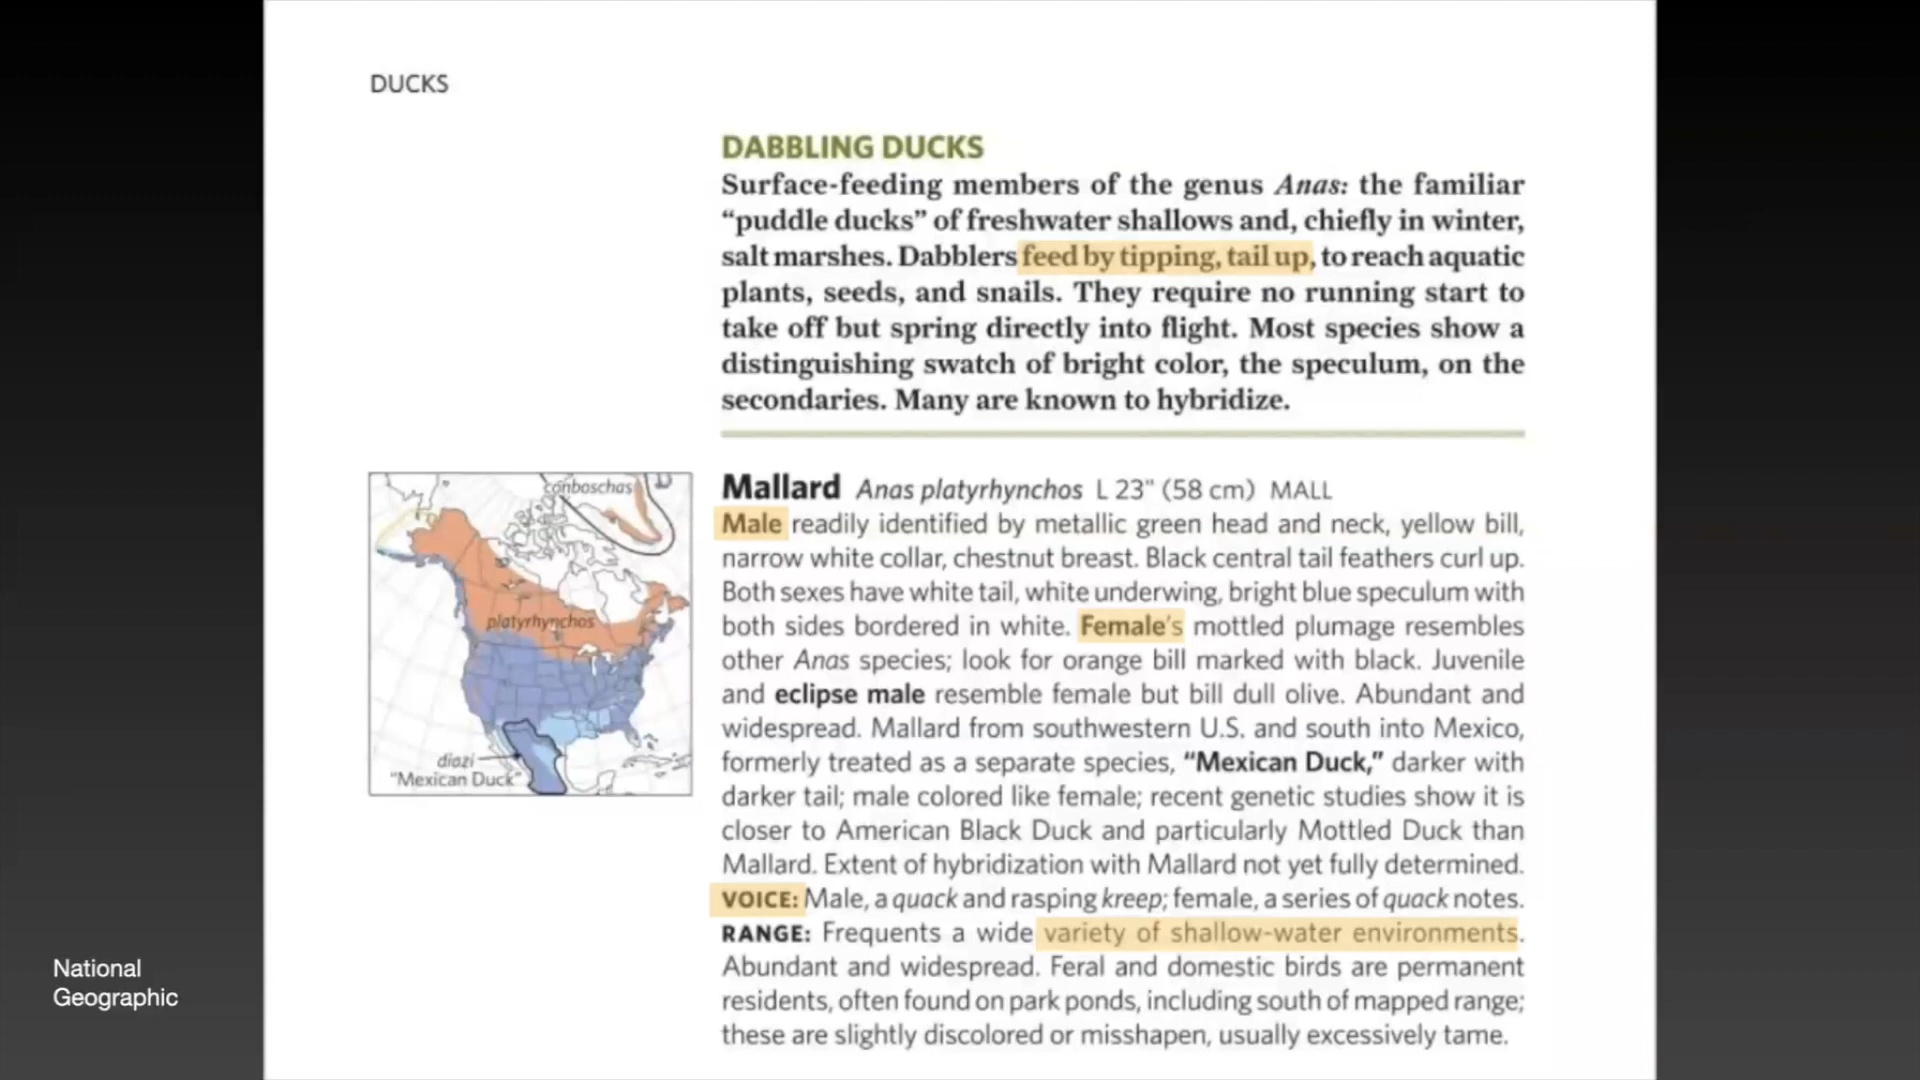 DUCKS
DABBLING DUCKS
Surface-feeding members of the genus Anas: the familiar
“puddle ducks” of freshwater shallows and, chiefly in winter,
salt marshes. Dabblers feed by tipping, tail up, to reach aquatic
plants, seeds, and snails. They require no running start to
take off but spring directly into flight. Most species show a
distinguishing swatch of bright color, the speculum, on the
secondaries. Many are known to hybridize.
conboschas
platyrhynchos
diazi
“Mexican Duck”
Mallard Anas platyrhynchos L 23" (58 cm) MALL
Male readily identified by metallic green head and neck, yellow bill,
narrow white collar, chestnut breast. Black central tail feathers curl up.
Both sexes have white tail, white underwing, bright blue speculum with
both sides bordered in white. Female’s mottled plumage resembles
other Anas species; look for orange bill marked with black. Juvenile
and eclipse male resemble female but bill dull olive. Abundant and
widespread. Mallard from southwestern U.S. and south into Mexico,
formerly treated as a separate species, “Mexican Duck,” darker with
darker tail; male colored like female; recent genetic studies show it is
closer to American Black Duck and particularly Mottled Duck than
Mallard. Extent of hybridization with Mallard not yet fully determined.
VOICE: Male, a quack and rasping kreep; female, a series of quack notes.
RANGE: Frequents a wide variety of shallow-water environments.
Abundant and widespread. Feral and domestic birds are permanent
residents, often found on park ponds, including south of mapped range;
these are slightly discolored or misshapen, usually excessively tame.
National
Geographic